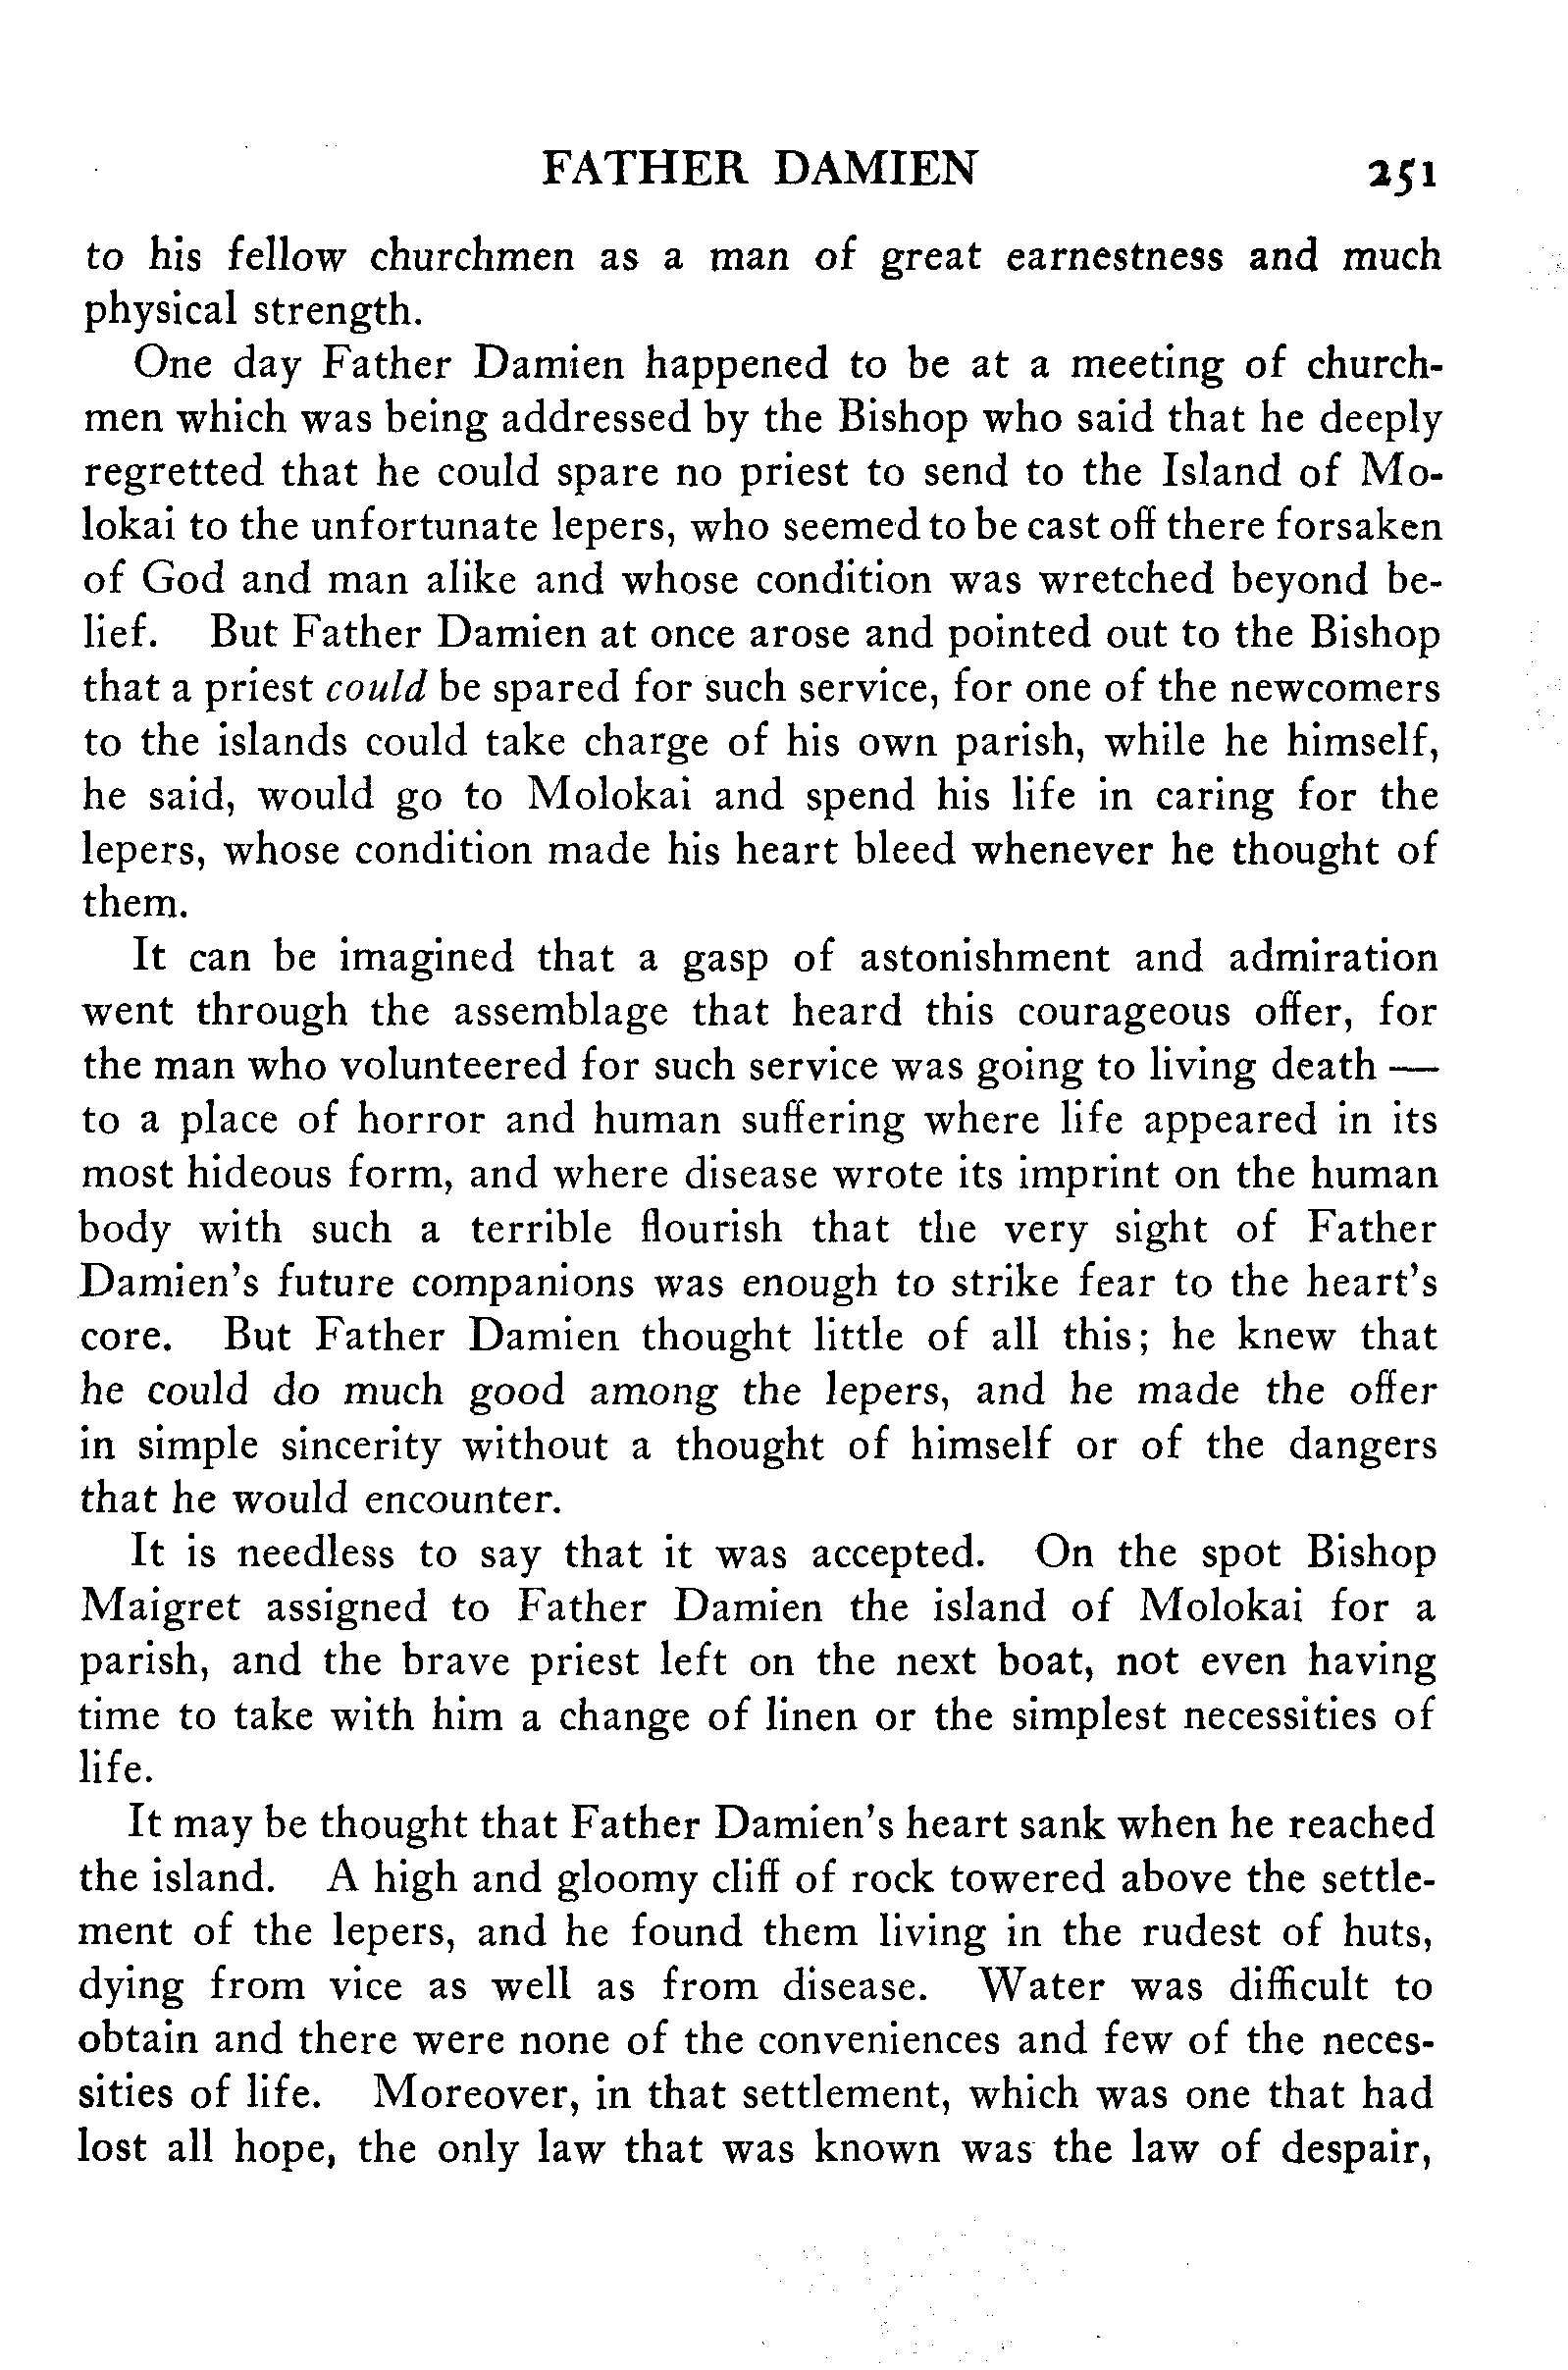 FATHER DAMIEN 251
to his fellow churchmen as a man of great earnestness and much
physical strength.
One day Father Damien happened to be at a meeting of church-
men which was being addressed by the Bishop who said that he deeply
regretted that he could spare no priest to send to the Island of Mo-
lokai to the unfortunate lepers, who seemed to be cast off there forsaken
of God and man alike and whose condition was wretched beyond be-
lief. But Father Damien at once arose and pointed out to the Bishop
that a priest could be spared for such service, for one of the newcomers
to the islands could take charge of his own parish, while he himself,
he said, would go to Molokai and spend his life in caring for the
lepers, whose condition made his heart bleed whenever he thought of
them.
It can be imagined that a gasp of astonishment and admiration
went through the assemblage that heard this courageous offer, for
the man who volunteered for such service was going to living death —
to a place of horror and human suffering where life appeared in its
most hideous form, and where disease wrote its imprint on the human
body with such a terrible flourish that the very sight of Father
Damien's future companions was enough to strike fear to the heart's
core. But Father Damien thought little of all this; he knew that
he could do much good among the lepers, and he made the offer
in simple sincerity without a thought of himself or of the dangers
that he would encounter.
It is needless to say that it was accepted. On the spot Bishop
Maigret assigned to Father Damien the island of Molokai for a
parish, and the brave priest left on the next boat, not even having
time to take with him a change of linen or the simplest necessities of
life.
It may be thought that Father Damien's heart sank when he reached
the island. A high and gloomy cliff of rock towered above the settle-
ment of the lepers, and he found them living in the rudest of huts,
dying from vice as well as from disease. Water was difficult to
obtain and there were none of the conveniences and few of the neces-
sities of life. Moreover, in that settlement, which was one that had
lost all hope, the only law that was known was the law of despair,